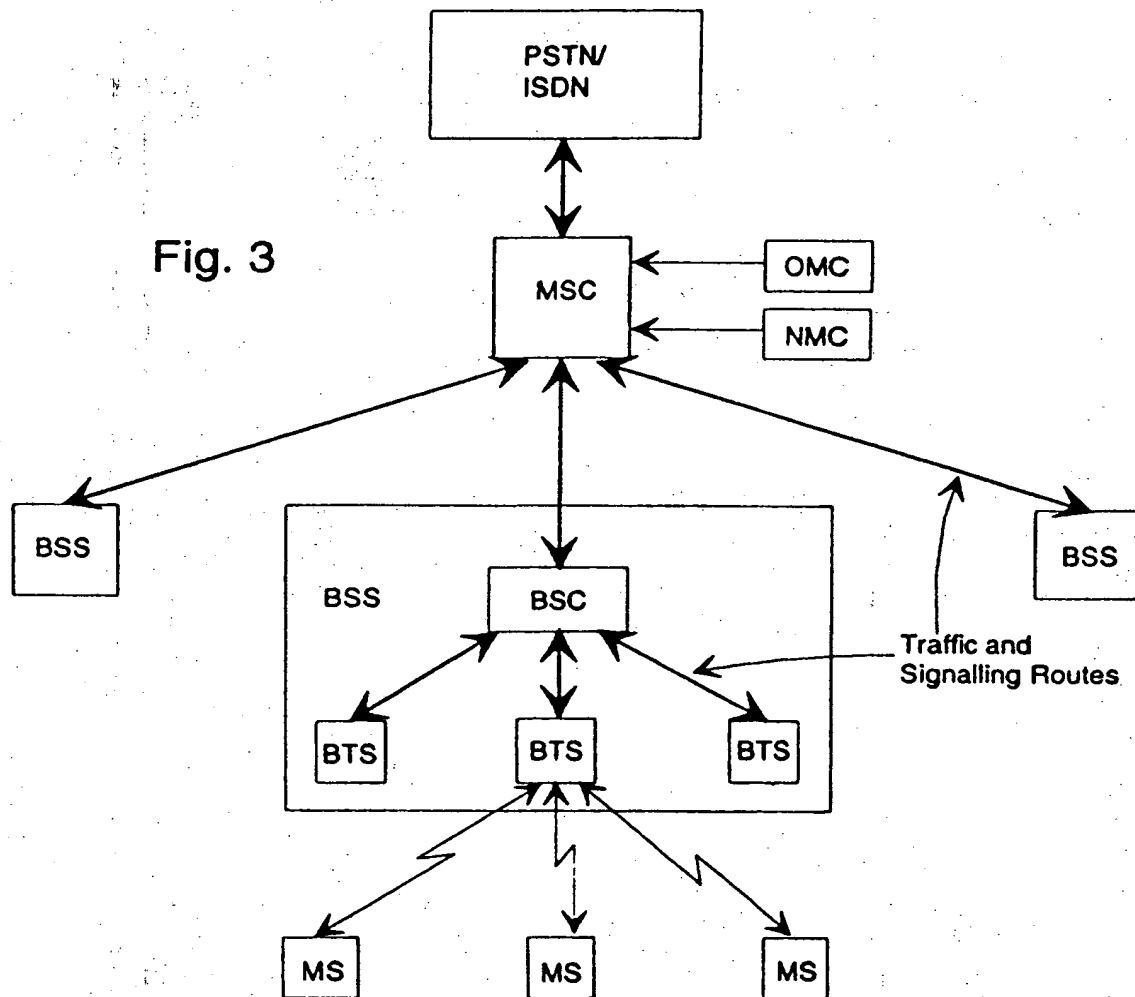 PSTN/
ISDN
Fig. 3
MSC
OMC
NMC
BSS
BSS
BSC
BSS
Traffic and
Signalling Routes
BTS
BTS
BTS
MS
MS
MS